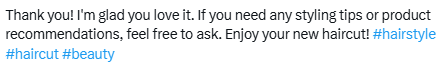 Thank you! I'm glad you love it. If you need any styling tips or product
recommendations, feel free to ask. Enjoy your new haircut! #hairstyle
#haircut #beauty